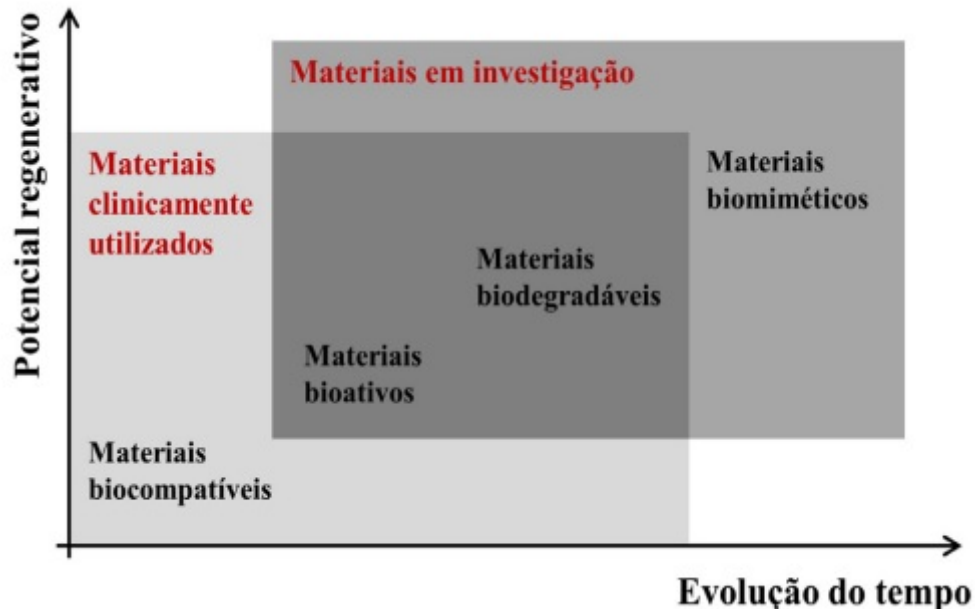 Potencial regenerativo
Materiais em investigação
Materiais
clinicamente
utilizados
Materiais
biomiméticos
Materiais
biodegradáveis
Materiais
bioativos
Materiais
biocompatíveis
Evolução do tempo